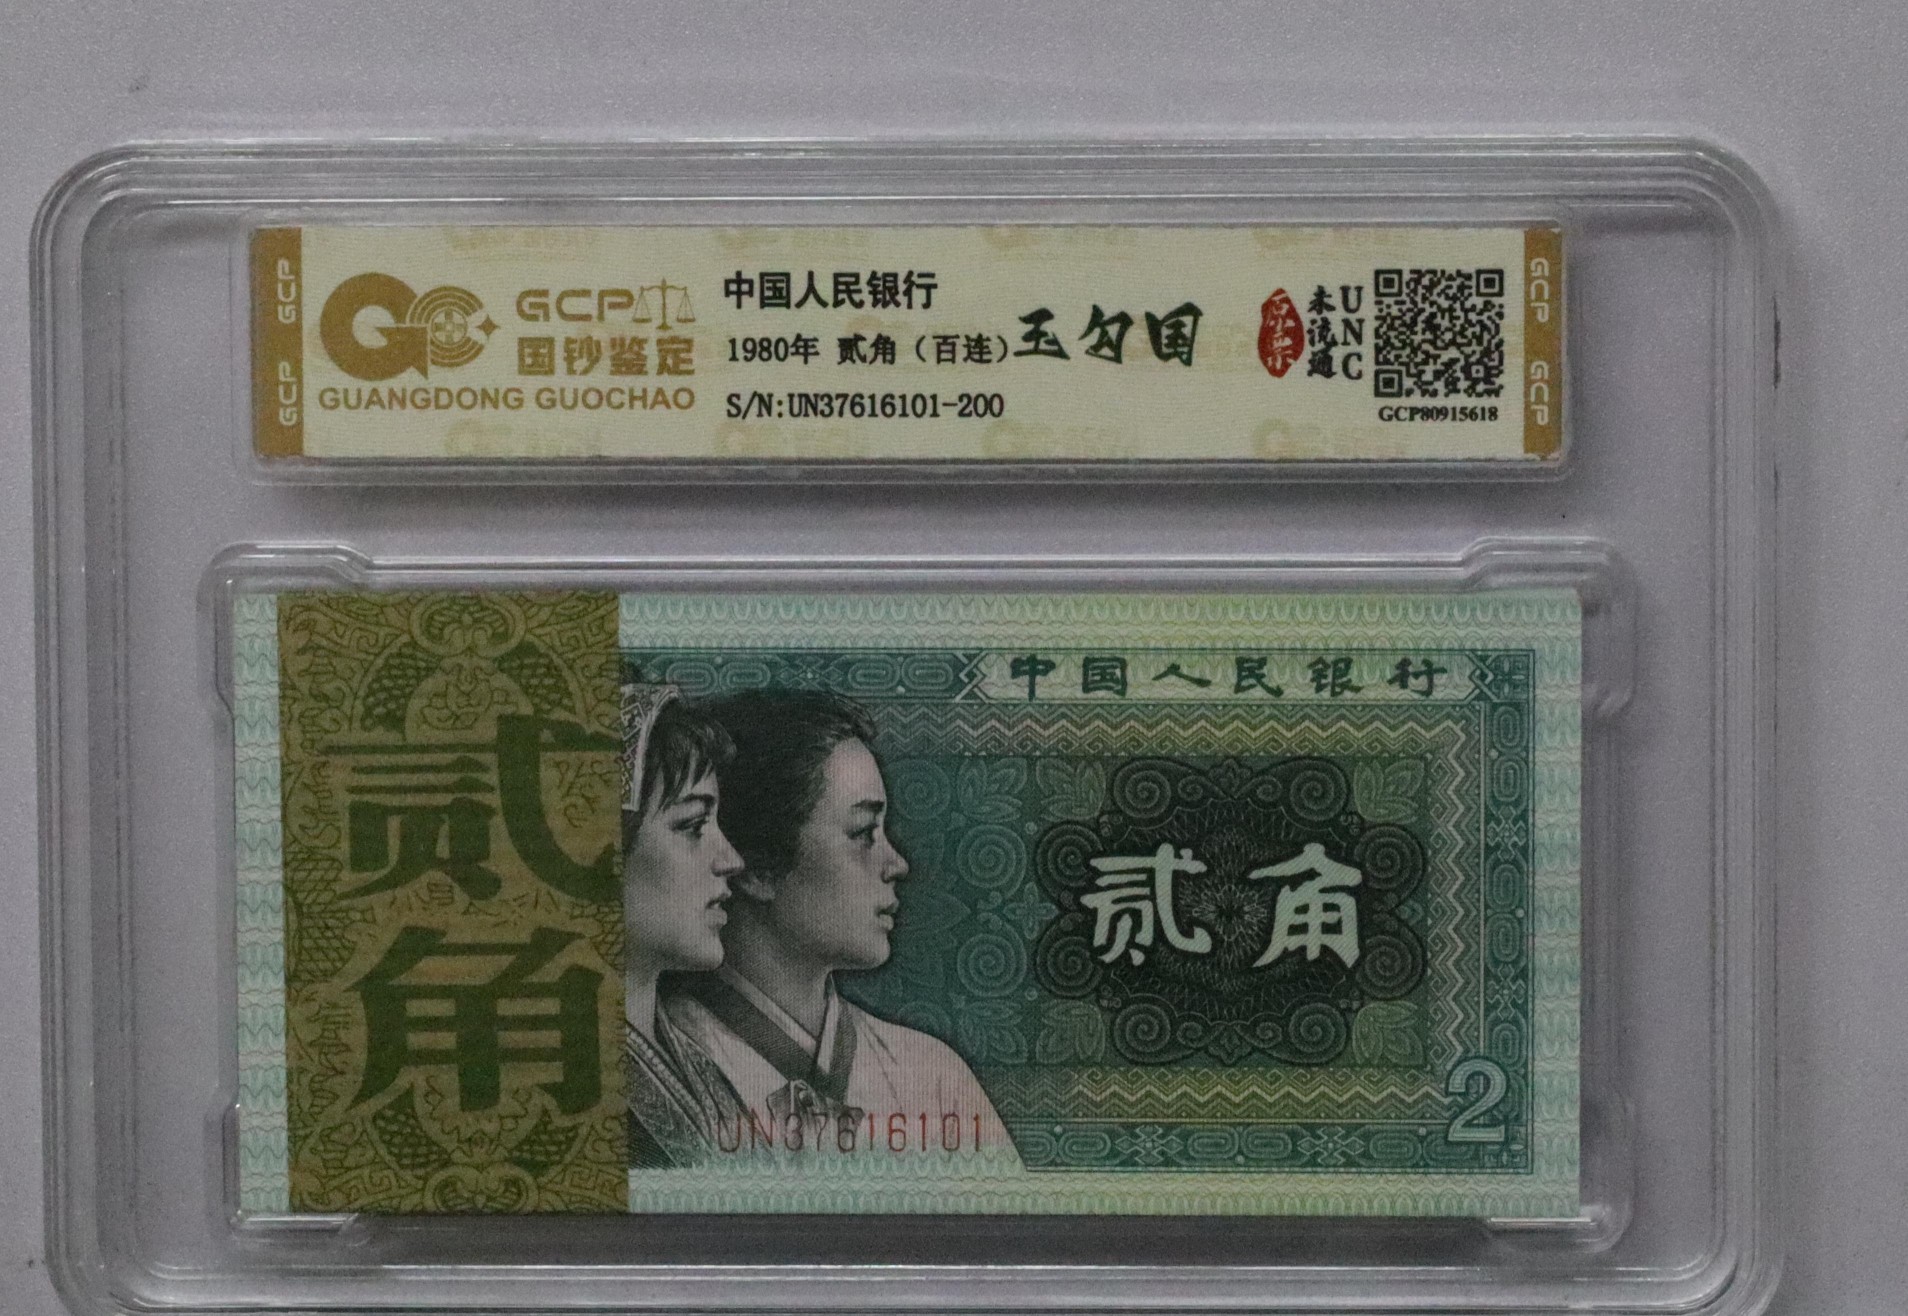 GCP
GCP
GCP
国钞鉴定
GUANGDONG GUOCHAO
中国人民银行
1980年 贰角（百连）
玉勾国
S/N:UN37616101-200
未流通
UNC
GCP80915618
GCP
GCP
贰角
中国人民银行
贰角
UN37616101
2